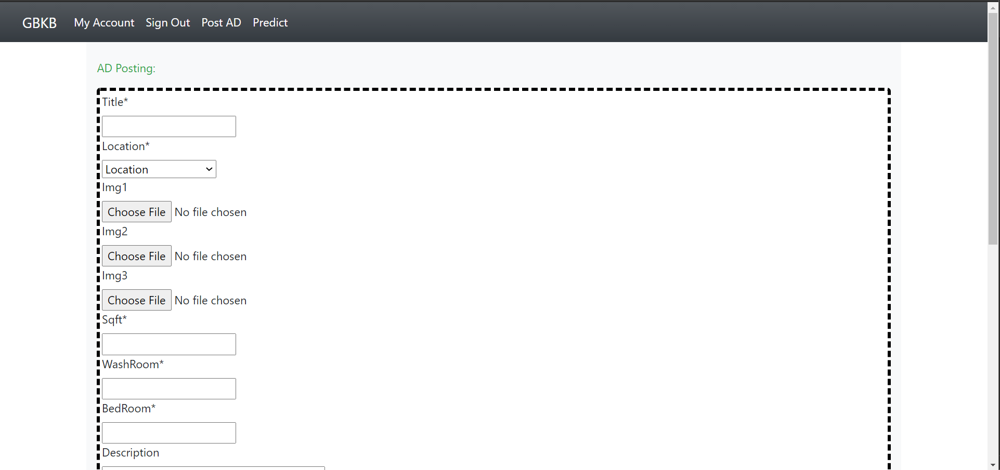 GBKB My Account Sign Out Post AD Predict
AD Posting:
Title*
Location*
Location
Img1
Choose File No file chosen
Img2
Choose File No file chosen
Img3
Choose File No file chosen
Sqft*
WashRoom*
BedRoom*
Description